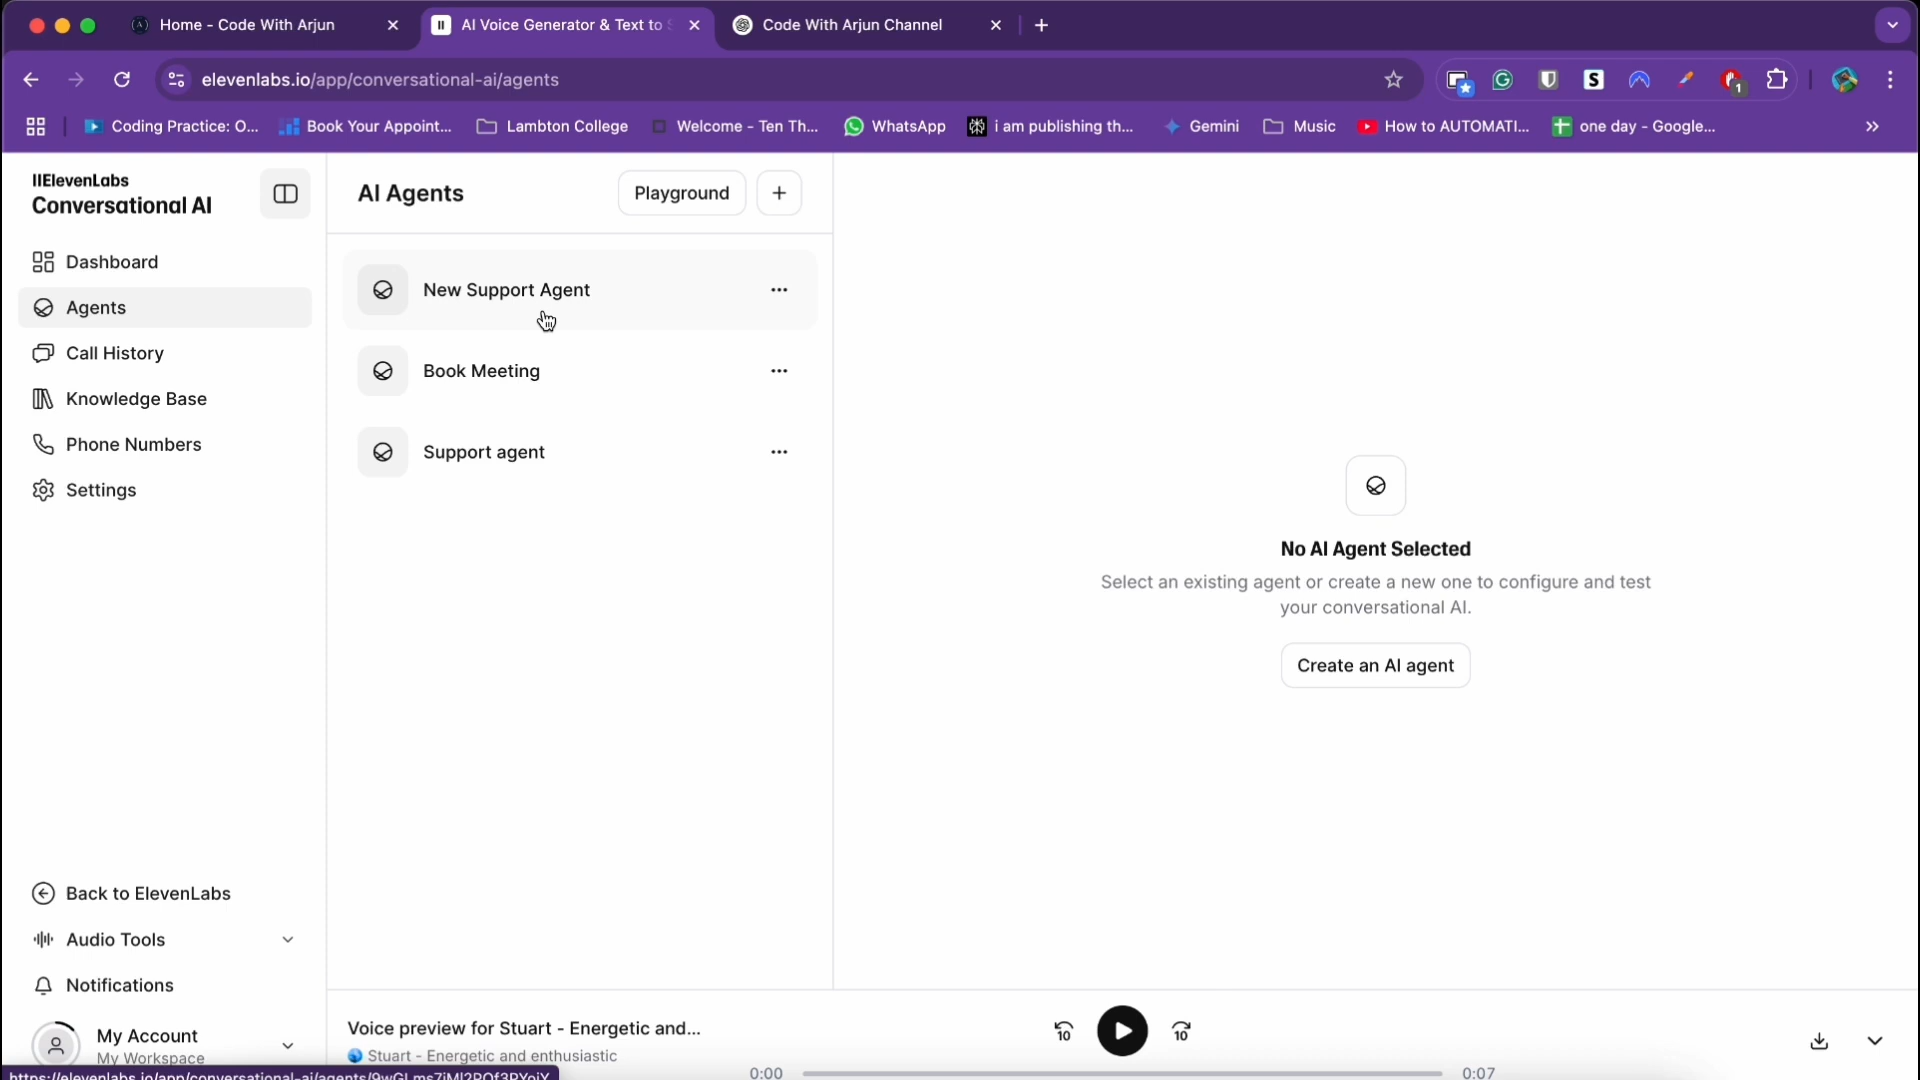 Home - Code With Arjun
AI Voice Generator & Text to S
Code With Arjun Channel
elevenlabs.io/app/conversational-ai/agents
1
Coding Practice: O...
Book Your Appoint...
Lambton College
Welcome - Ten Th...
WhatsApp
i am publishing th...
Gemini
Music
How to AUTOMATI...
one day - Google...
IIElevenLabs
Conversational AI
Dashboard
Agents
Call History
Knowledge Base
Phone Numbers
Settings
Back to ElevenLabs
Audio Tools
Notifications
My Account
My Workspace
AI Agents
Playground
New Support Agent
Book Meeting
Support agent
No AI Agent Selected
Select an existing agent or create a new one to configure and test
your conversational AI.
Create an AI agent
Voice preview for Stuart - Energetic and...
Stuart - Energetic and enthusiastic
10
10
0:00
0:07